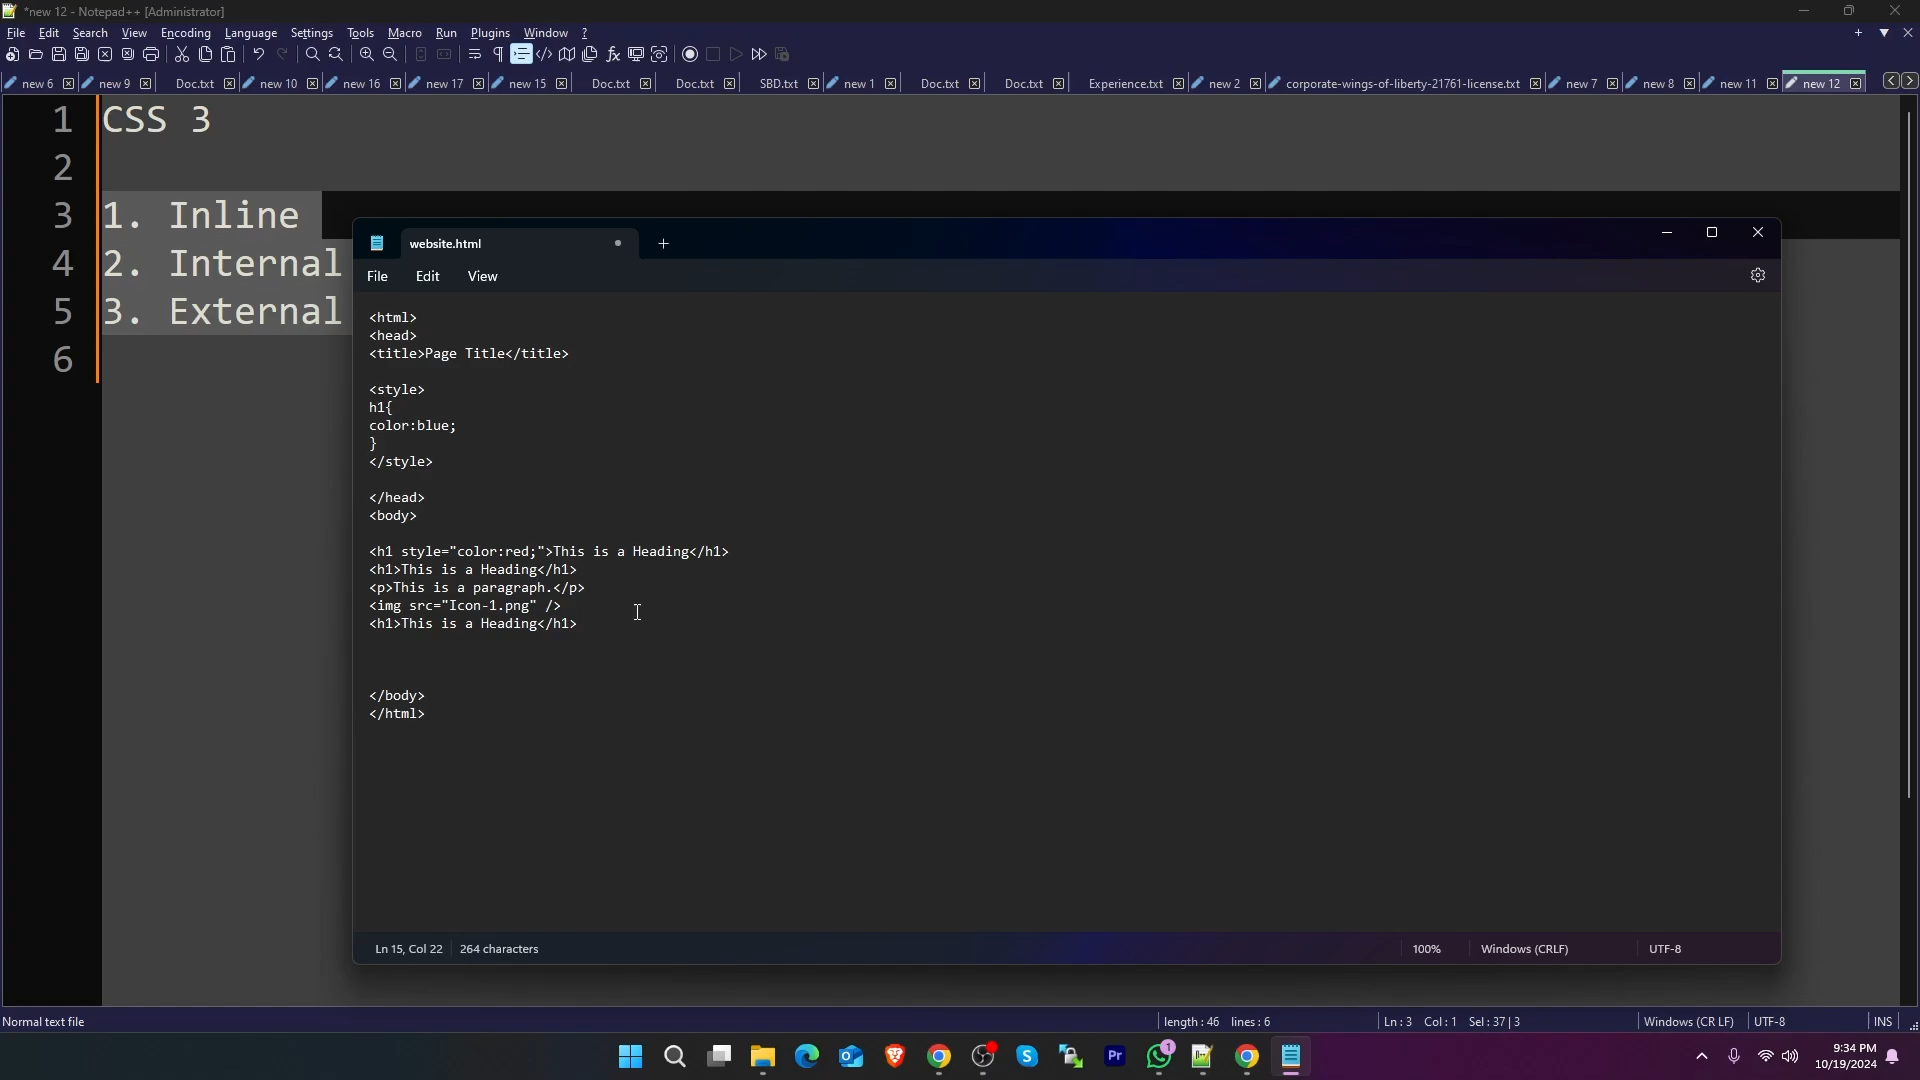 *new 12 - Notepad++ [Administrator]
File Edit Search View Encoding Language Settings Tools Macro Run Plugins Window ?
new 6 new 9 Doc.txt new 10 new 16 new 17 new 15 Doc.txt Doc.txt SBD.txt new 1 Doc.txt Doc.txt Experience.txt new 2 corporate-wings-of-liberty-21761-license.txt new 7 new 8 new 11 new 12
1 CSS 3
2
3 1. Inline
4 2. Internal
5 3. External
6
website.html
File Edit View
<html>
<head>
<title>Page Title</title>
<style>
h1{
color:blue;
}
</style>
</head>
<body>
<h1 style="color:red;">This is a Heading</h1>
<h1>This is a Heading</h1>
<p>This is a paragraph.</p>
<img src="Icon-1.png" />
<h1>This is a Heading</h1>
</body>
</html>
Ln 15, Col 22 264 characters 100% Windows (CRLF) UTF-8
Normal text file length : 46 lines : 6 Ln : 3 Col : 1 Sel : 37 | 3 Windows (CR LF) UTF-8 INS
Pr 1 9:34 PM
10/19/2024